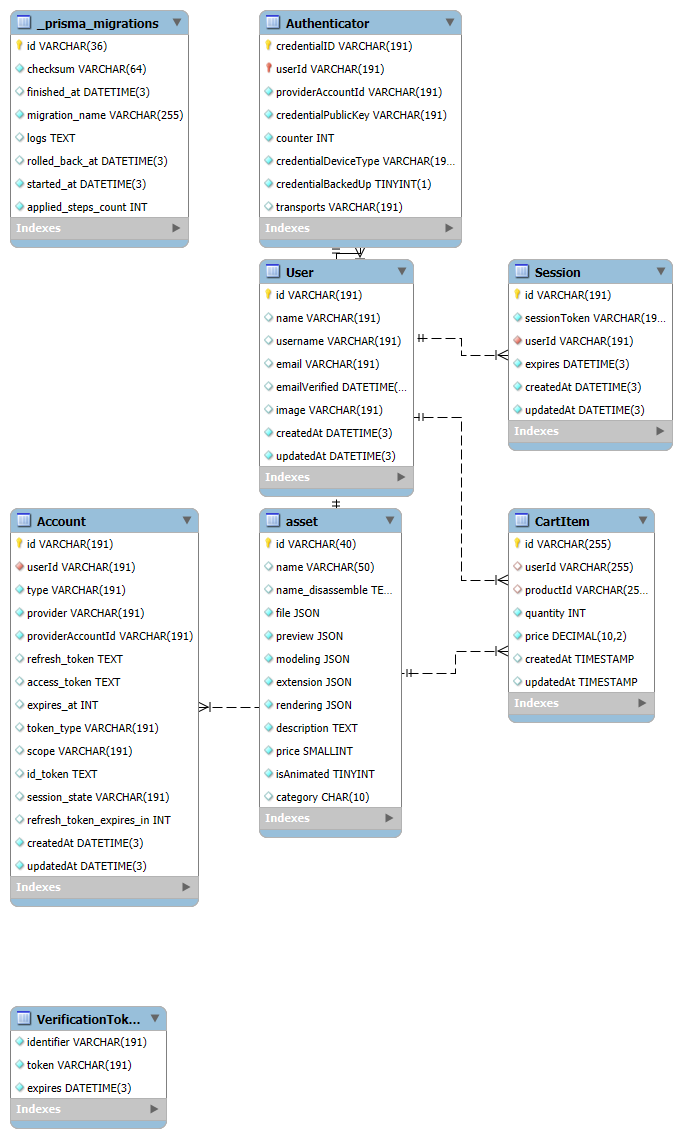 _prisma_migrations
id VARCHAR(36)
checksum VARCHAR(64)
finished_at DATETIME(3)
migration_name VARCHAR(255)
logs TEXT
rolled_back_at DATETIME(3)
started_at DATETIME(3)
applied_steps_count INT
Indexes
Authenticator
credentialID VARCHAR(191)
userId VARCHAR(191)
providerAccountId VARCHAR(191)
credentialPublicKey VARCHAR(191)
counter INT
credentialDeviceType VARCHAR(19...
credentialBackedUp TINYINT(1)
transports VARCHAR(191)
Indexes
User
id VARCHAR(191)
name VARCHAR(191)
username VARCHAR(191)
email VARCHAR(191)
emailVerified DATETIME(...
image VARCHAR(191)
createdAt DATETIME(3)
updatedAt DATETIME(3)
Indexes
Session
id VARCHAR(191)
sessionToken VARCHAR(19...
userId VARCHAR(191)
expires DATETIME(3)
createdAt DATETIME(3)
updatedAt DATETIME(3)
Indexes
Account
id VARCHAR(191)
userId VARCHAR(191)
type VARCHAR(191)
provider VARCHAR(191)
providerAccountId VARCHAR(191)
refresh_token TEXT
access_token TEXT
expires_at INT
token_type VARCHAR(191)
scope VARCHAR(191)
id_token TEXT
session_state VARCHAR(191)
refresh_token_expires_in INT
createdAt DATETIME(3)
updatedAt DATETIME(3)
Indexes
asset
id VARCHAR(40)
name VARCHAR(50)
name_disassemble TE...
file JSON
preview JSON
modeling JSON
extension JSON
rendering JSON
description TEXT
price SMALLINT
isAnimated TINYINT
category CHAR(10)
Indexes
CartItem
id VARCHAR(255)
userId VARCHAR(255)
productId VARCHAR(25...
quantity INT
price DECIMAL(10,2)
createdAt TIMESTAMP
updatedAt TIMESTAMP
Indexes
VerificationTok...
identifier VARCHAR(191)
token VARCHAR(191)
expires DATETIME(3)
Indexes